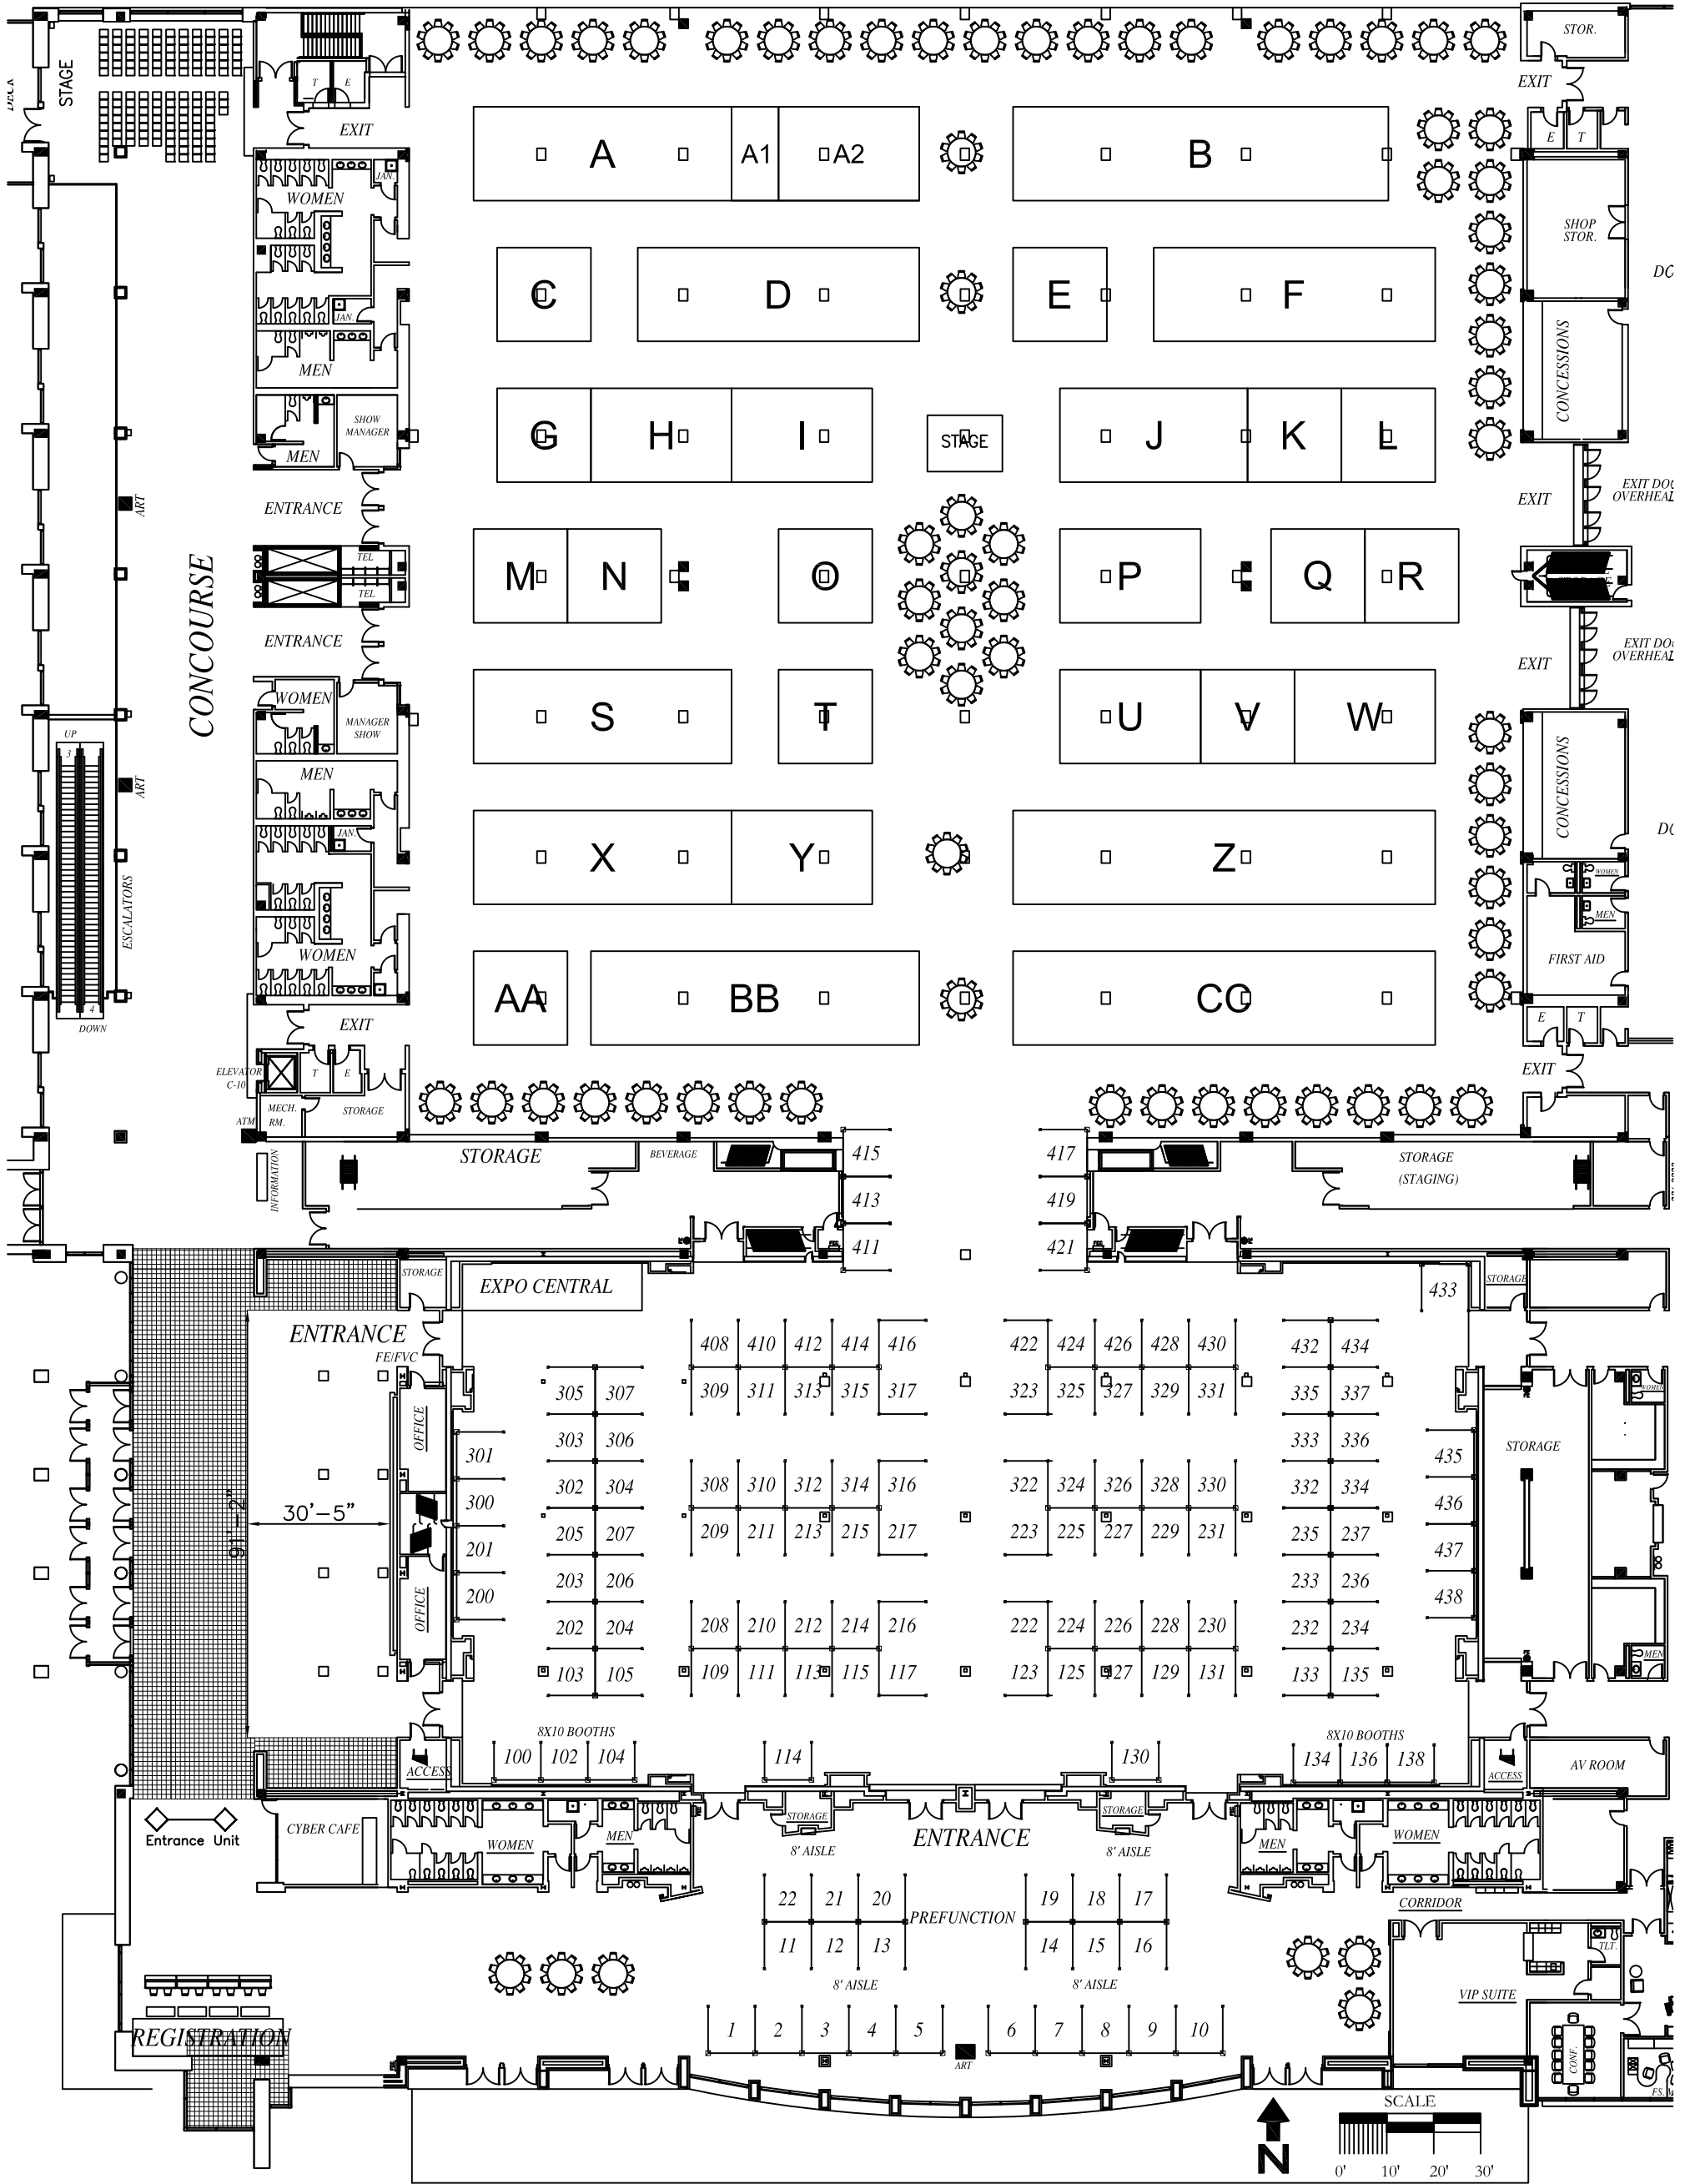 STOR.
DECK
STAGE
EXIT
T E
EXIT
E T
A A1 A2 B
JAN.
WOMEN
SHOP
STOR.
C D E F
JAN.
MEN
CONCESSIONS
SHOW
MANAGER
G H I STAGE J K L
MEN
ART
ENTRANCE
EXIT
CONCOURSE
TEL
TEL
M N O P Q R
ENTRANCE
EXIT
WOMEN
MANAGER
SHOW
S T U V W
UP
3
MEN
ART
CONCESSIONS
JAN.
X Y Z
WOMEN
MEN
ESCALATORS
WOMEN
FIRST AID
AA BB CC
4
DOWN
EXIT
E T
ELEVATOR
C-10
T E
EXIT
MECH.
RM.
STORAGE
ATM
INFORMATION
STORAGE
BEVERAGE
415 417
STORAGE
(STAGING)
413 419
411 421
STORAGE
EXPO CENTRAL
433
STORAGE
ENTRANCE
FE/FVC
408 410 412 414 416 422 424 426 428 430 432 434
305 307 309 311 313 315 317 323 325 327 329 331 335 337
WOMEN
OFFICE
303 306 333 336
301 435
STORAGE
302 304 308 310 312 314 316 322 324 326 328 330 332 334
300 436
91'-2"
30'-5"
205 207 209 211 213 215 217 223 225 227 229 231 235 237
201 437
203 206 233 236
200 438
OFFICE
202 204 208 210 212 214 216 222 224 226 228 230 232 234
103 105 109 111 113 115 117 123 125 127 129 131 133 135
MEN
8X10 BOOTHS
8X10 BOOTHS
100 102 104 114 130 134 136 138
ACCESS
ACCESS
AV ROOM
Entrance Unit
CYBER CAFE
WOMEN
MEN
STORAGE
ENTRANCE
STORAGE
MEN
WOMEN
8' AISLE
8' AISLE
22 21 20 19 18 17
CORRIDOR
PREFUNCTION
11 12 13 14 15 16
TLT.
8' AISLE
8' AISLE
VIP SUITE
REGISTRATION
1 2 3 4 5 6 7 8 9 10
ART
CONF.
N
SCALE
0' 10' 20' 30'